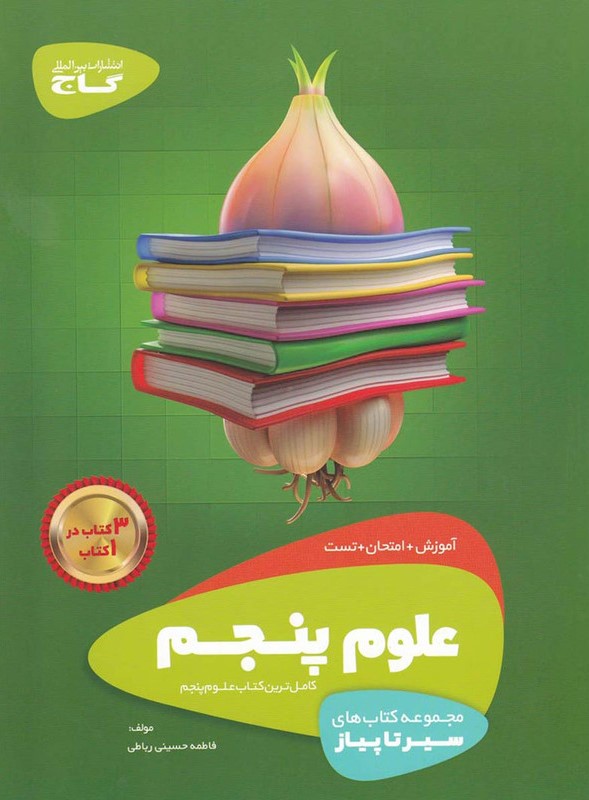 انتشارات بین‌المللی
گاج
۳ کتاب در
۱ کتاب
آموزش + امتحان + تست
علوم پنجم
کامل‌ترین کتاب علوم پنجم
مجموعه کتاب‌های
سیر تا پیاز
مولف:
فاطمه حسینی رباطی